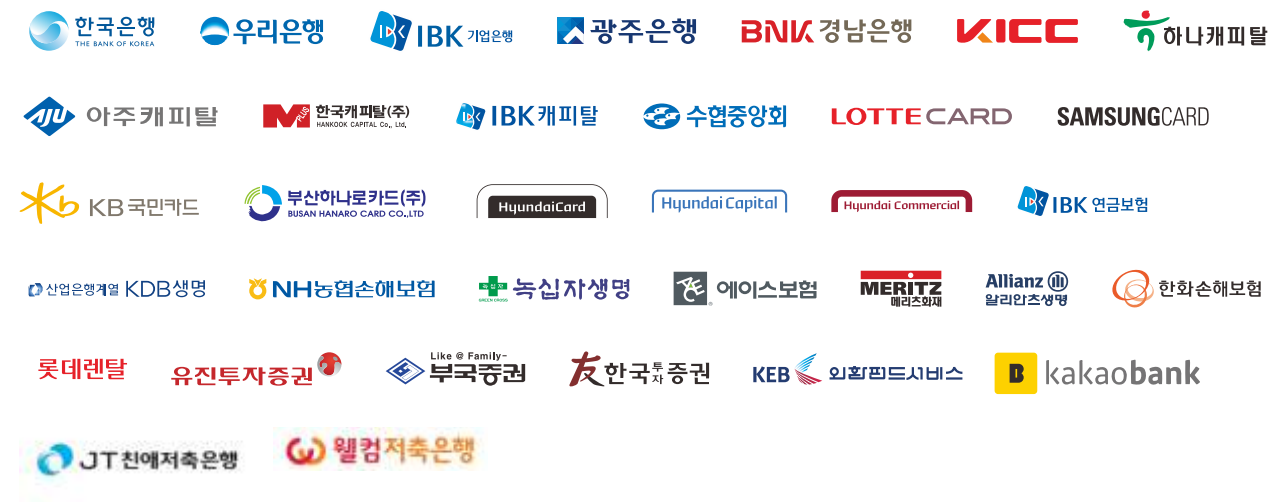 한국은행
THE BANK OF KOREA
우리은행
IBK 기업은행
광주은행
BNK 경남은행
KICC
하나캐피탈
AJU 아주캐피탈
M PLUS 한국캐피탈(주)
HANKOOK CAPITAL Co., Ltd.
IBK캐피탈
수협중앙회
LOTTE CARD
SAMSUNG CARD
Kb KB국민카드
부산하나로카드(주)
BUSAN HANARO CARD CO.,LTD
HyundaiCard
Hyundai Capital
Hyundai Commercial
IBK 연금보험
산업은행계열 KDB생명
NH농협손해보험
녹십자
GREEN CROSS
녹십자생명
ACE 에이스보험
MERITZ
메리츠화재
Allianz
알리안츠생명
한화손해보험
롯데렌탈
유진투자증권
Like @ Family-
부국증권
友한국투자증권
KEB 외환펀드서비스
B kakaobank
JT친애저축은행
웰컴저축은행